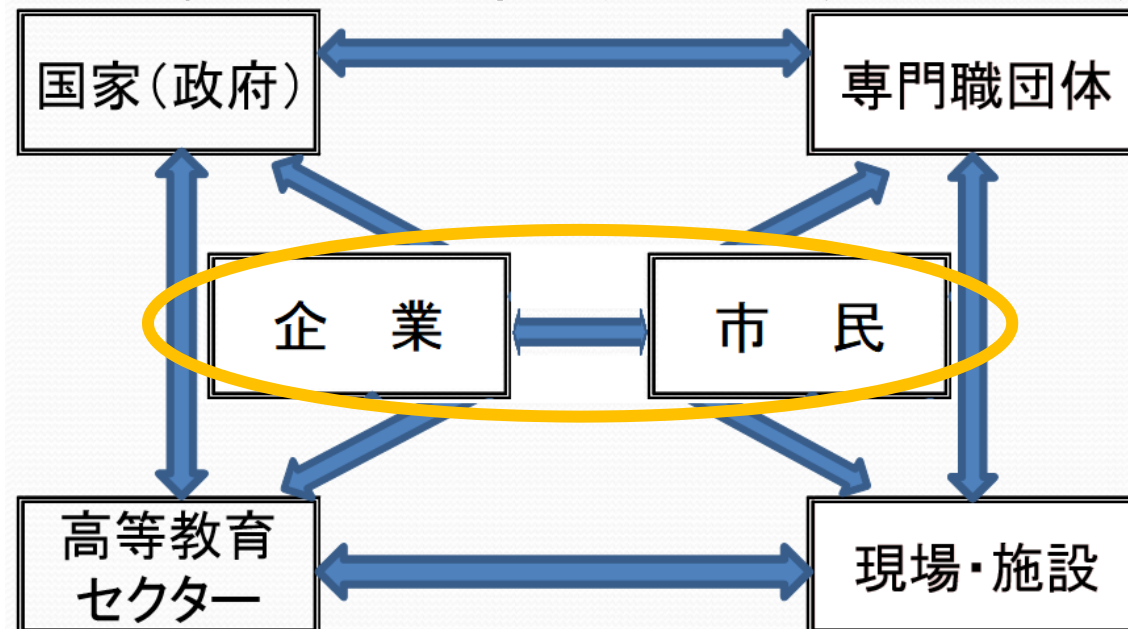 国家（政府）
専門職団体
企　業
市　民
高等教育
セクター
現場・施設